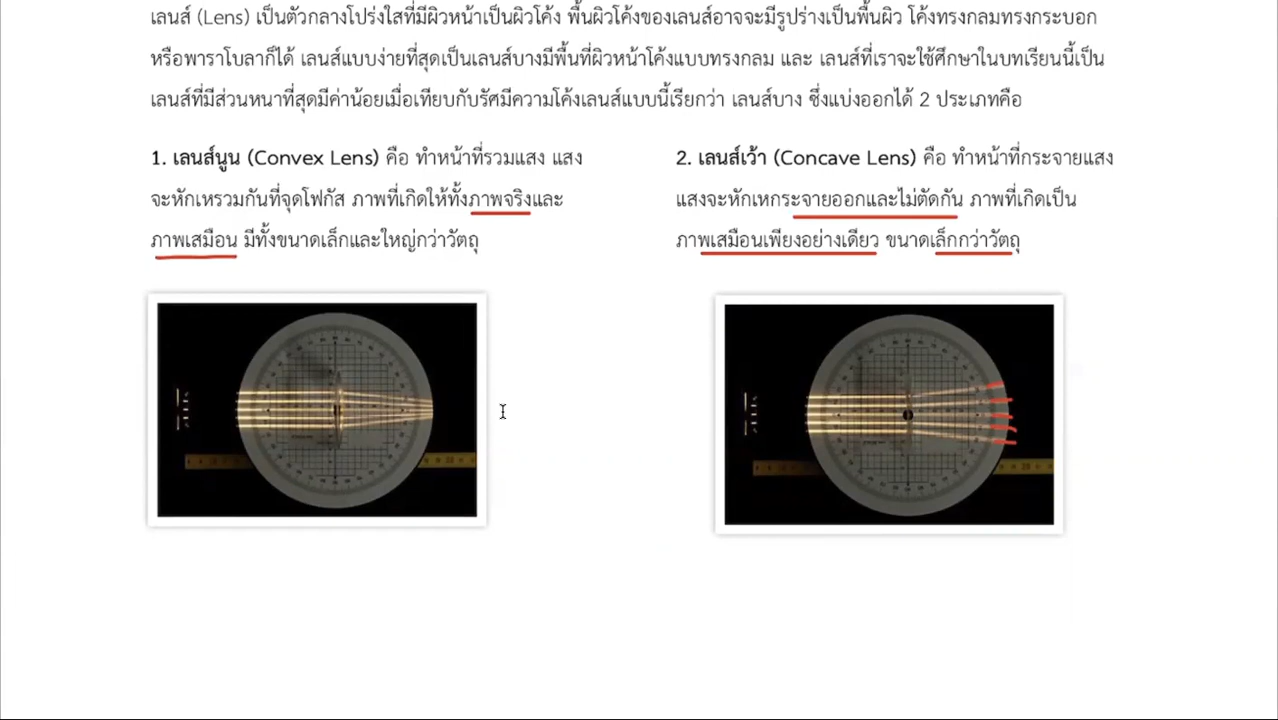 เลนส์ (Lens) เป็นตัวกลางโปร่งใสที่มีผิวหน้าเป็นผิวโค้ง พื้นผิวโค้งของเลนส์อาจจะมีรูปร่างเป็นพื้นผิว โค้งทรงกลมทรงกระบอก
หรือพาราโบลาก็ได้ เลนส์แบบง่ายที่สุดเป็นเลนส์บางมีพื้นที่ผิวหน้าโค้งแบบทรงกลม และ เลนส์ที่เราจะใช้ศึกษาในบทเรียนนี้เป็น
เลนส์ที่มีส่วนหนาที่สุดมีค่าน้อยเมื่อเทียบกับรัศมีความโค้งเลนส์แบบนี้เรียกว่า เลนส์บาง ซึ่งแบ่งออกได้ 2 ประเภทคือ
1. เลนส์นูน (Convex Lens) คือ ทำหน้าที่รวมแสง แสง
จะหักเหรวมกันที่จุดโฟกัส ภาพที่เกิดให้ทั้งภาพจริงและ
ภาพเสมือน มีทั้งขนาดเล็กและใหญ่กว่าวัตถุ
2. เลนส์เว้า (Concave Lens) คือ ทำหน้าที่กระจายแสง
แสงจะหักเหกระจายออกและไม่ตัดกัน ภาพที่เกิดเป็น
ภาพเสมือนเพียงอย่างเดียว ขนาดเล็กกว่าวัตถุ